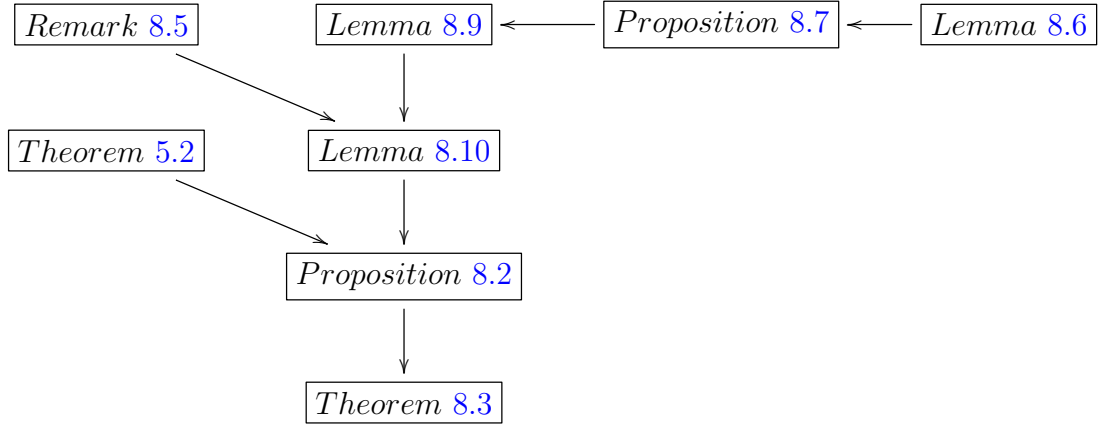 Remark 8.5 Lemma 8.9 Proposition 8.7 Lemma 8.6
Theorem 5.2 Lemma 8.10
Proposition 8.2
Theorem 8.3